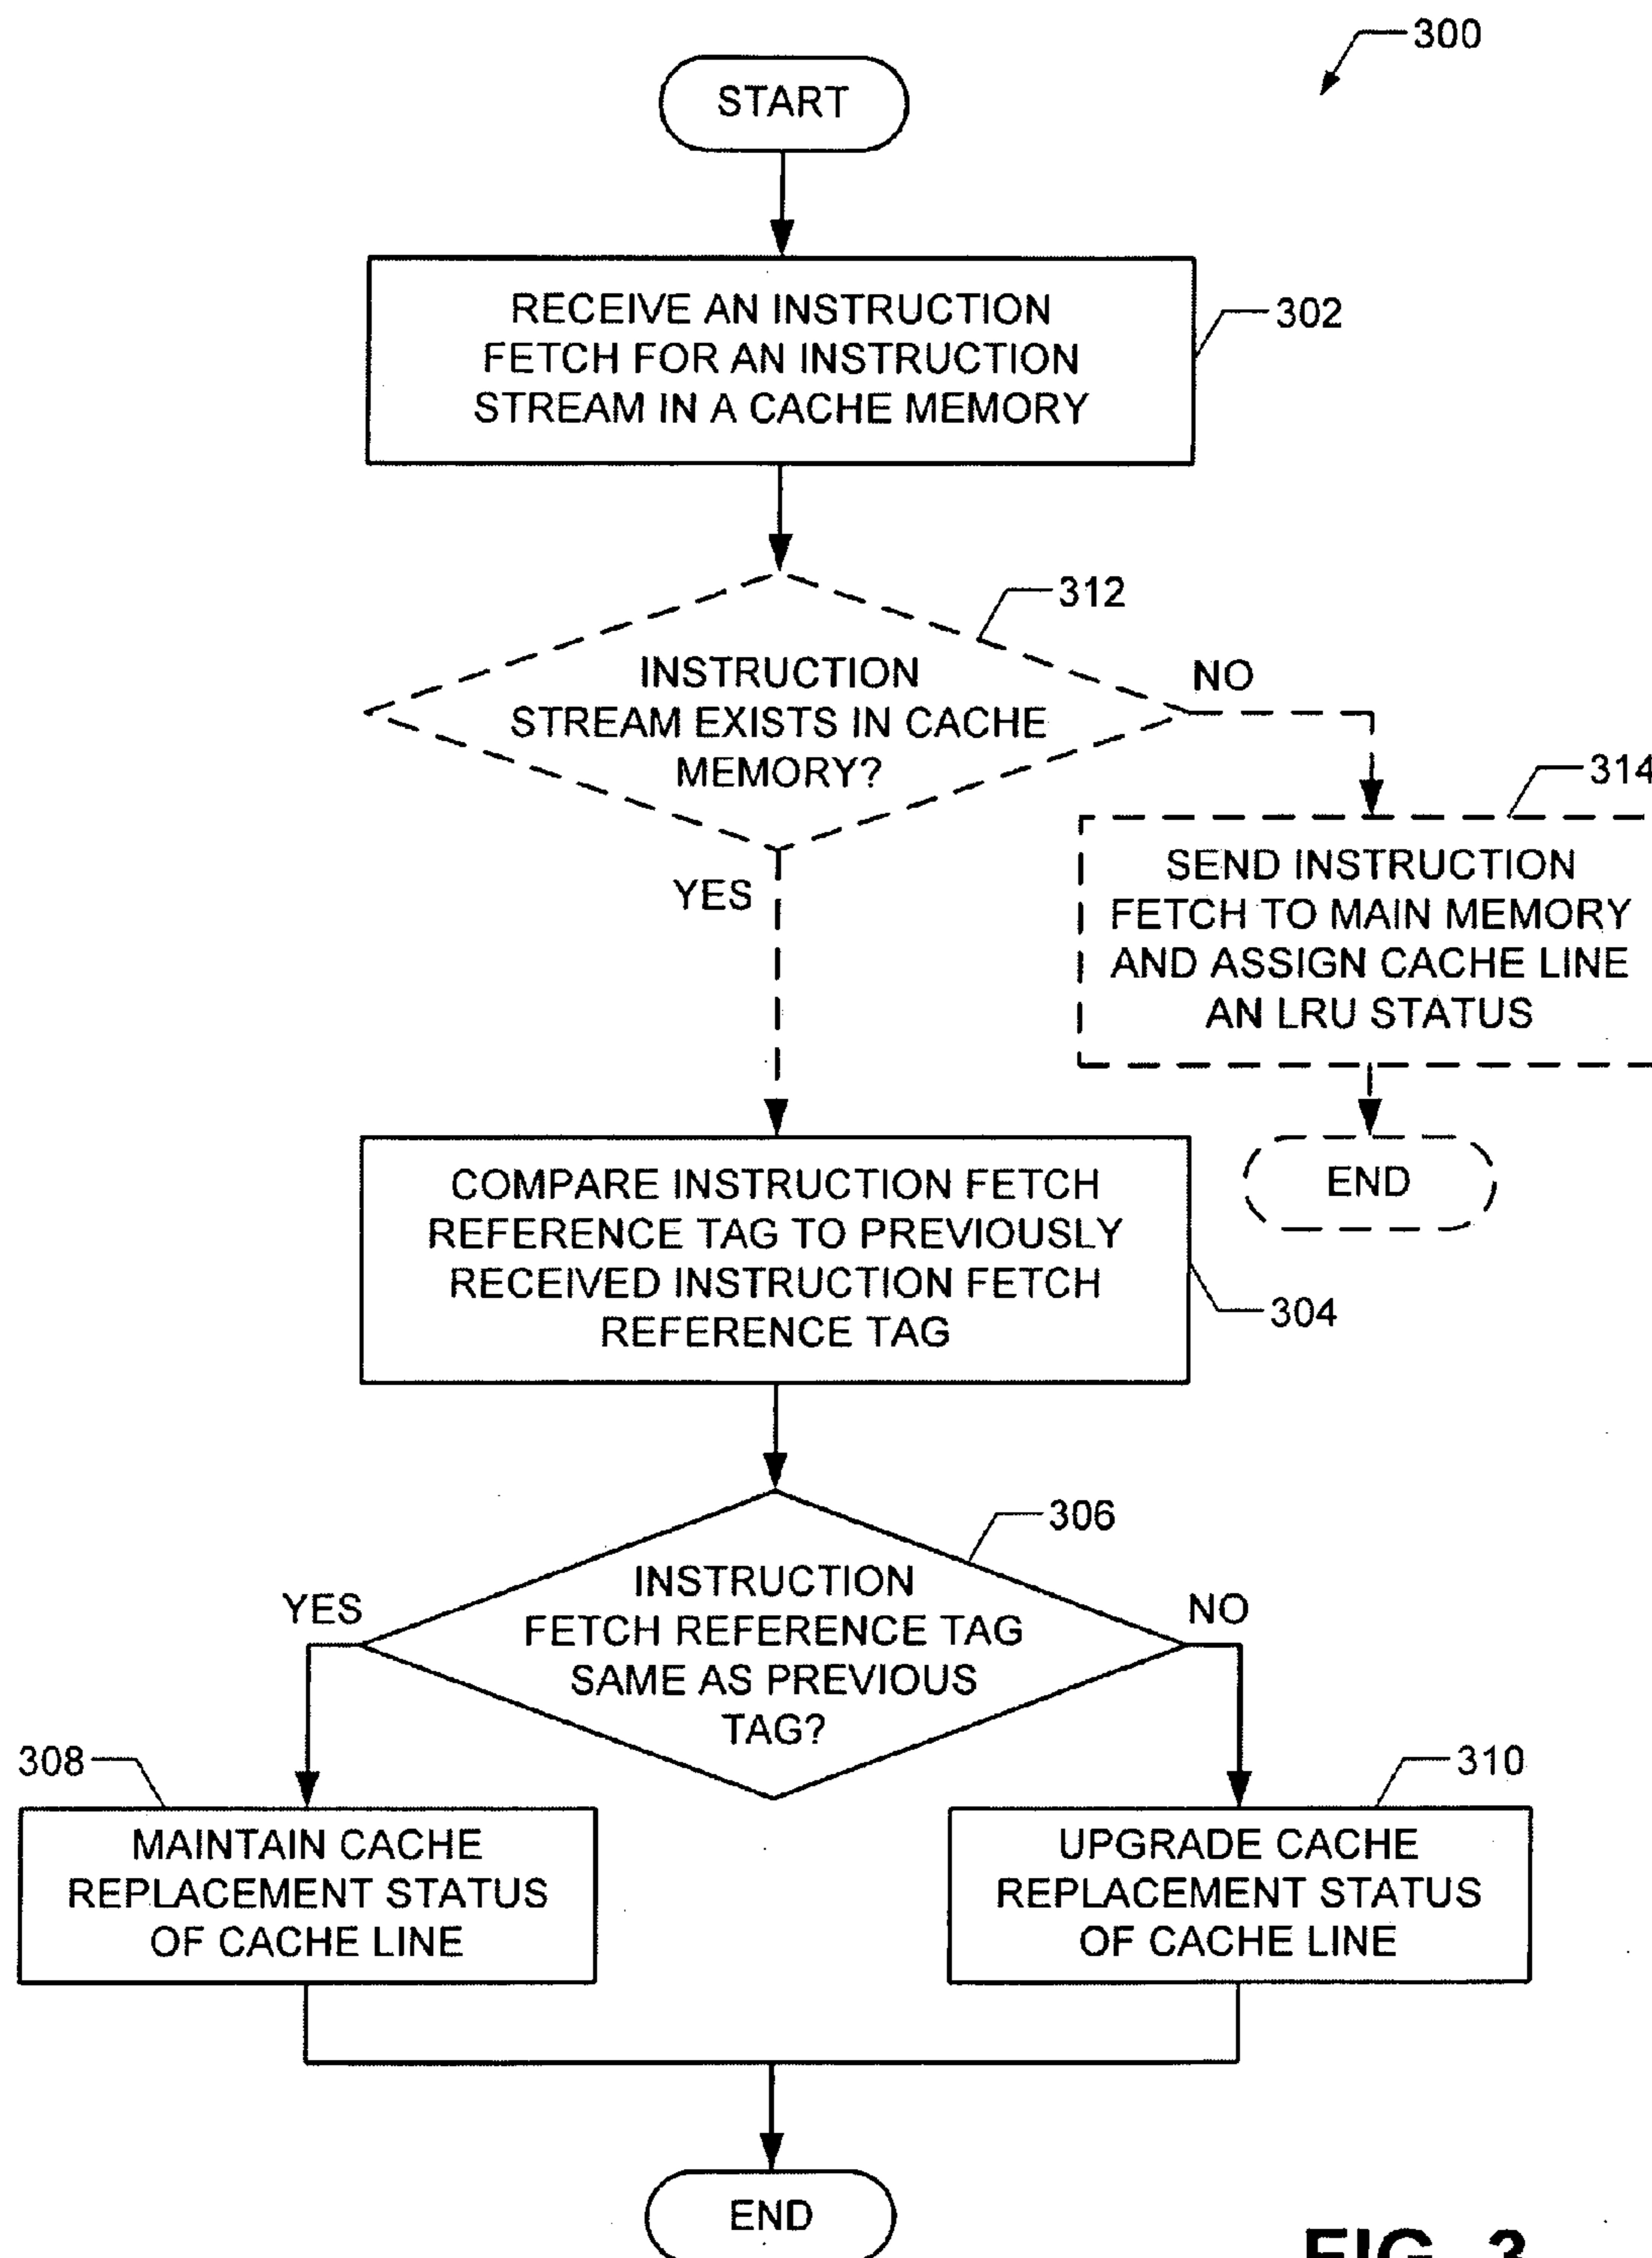 300
START
RECEIVE AN INSTRUCTION
FETCH FOR AN INSTRUCTION
STREAM IN A CACHE MEMORY
302
312
INSTRUCTION
STREAM EXISTS IN CACHE
MEMORY?
NO
YES
314
SEND INSTRUCTION
FETCH TO MAIN MEMORY
AND ASSIGN CACHE LINE
AN LRU STATUS
END
COMPARE INSTRUCTION FETCH
REFERENCE TAG TO PREVIOUSLY
RECEIVED INSTRUCTION FETCH
REFERENCE TAG
304
306
INSTRUCTION
FETCH REFERENCE TAG
SAME AS PREVIOUS
TAG?
YES
NO
308
MAINTAIN CACHE
REPLACEMENT STATUS
OF CACHE LINE
310
UPGRADE CACHE
REPLACEMENT STATUS
OF CACHE LINE
END
FIG. 3